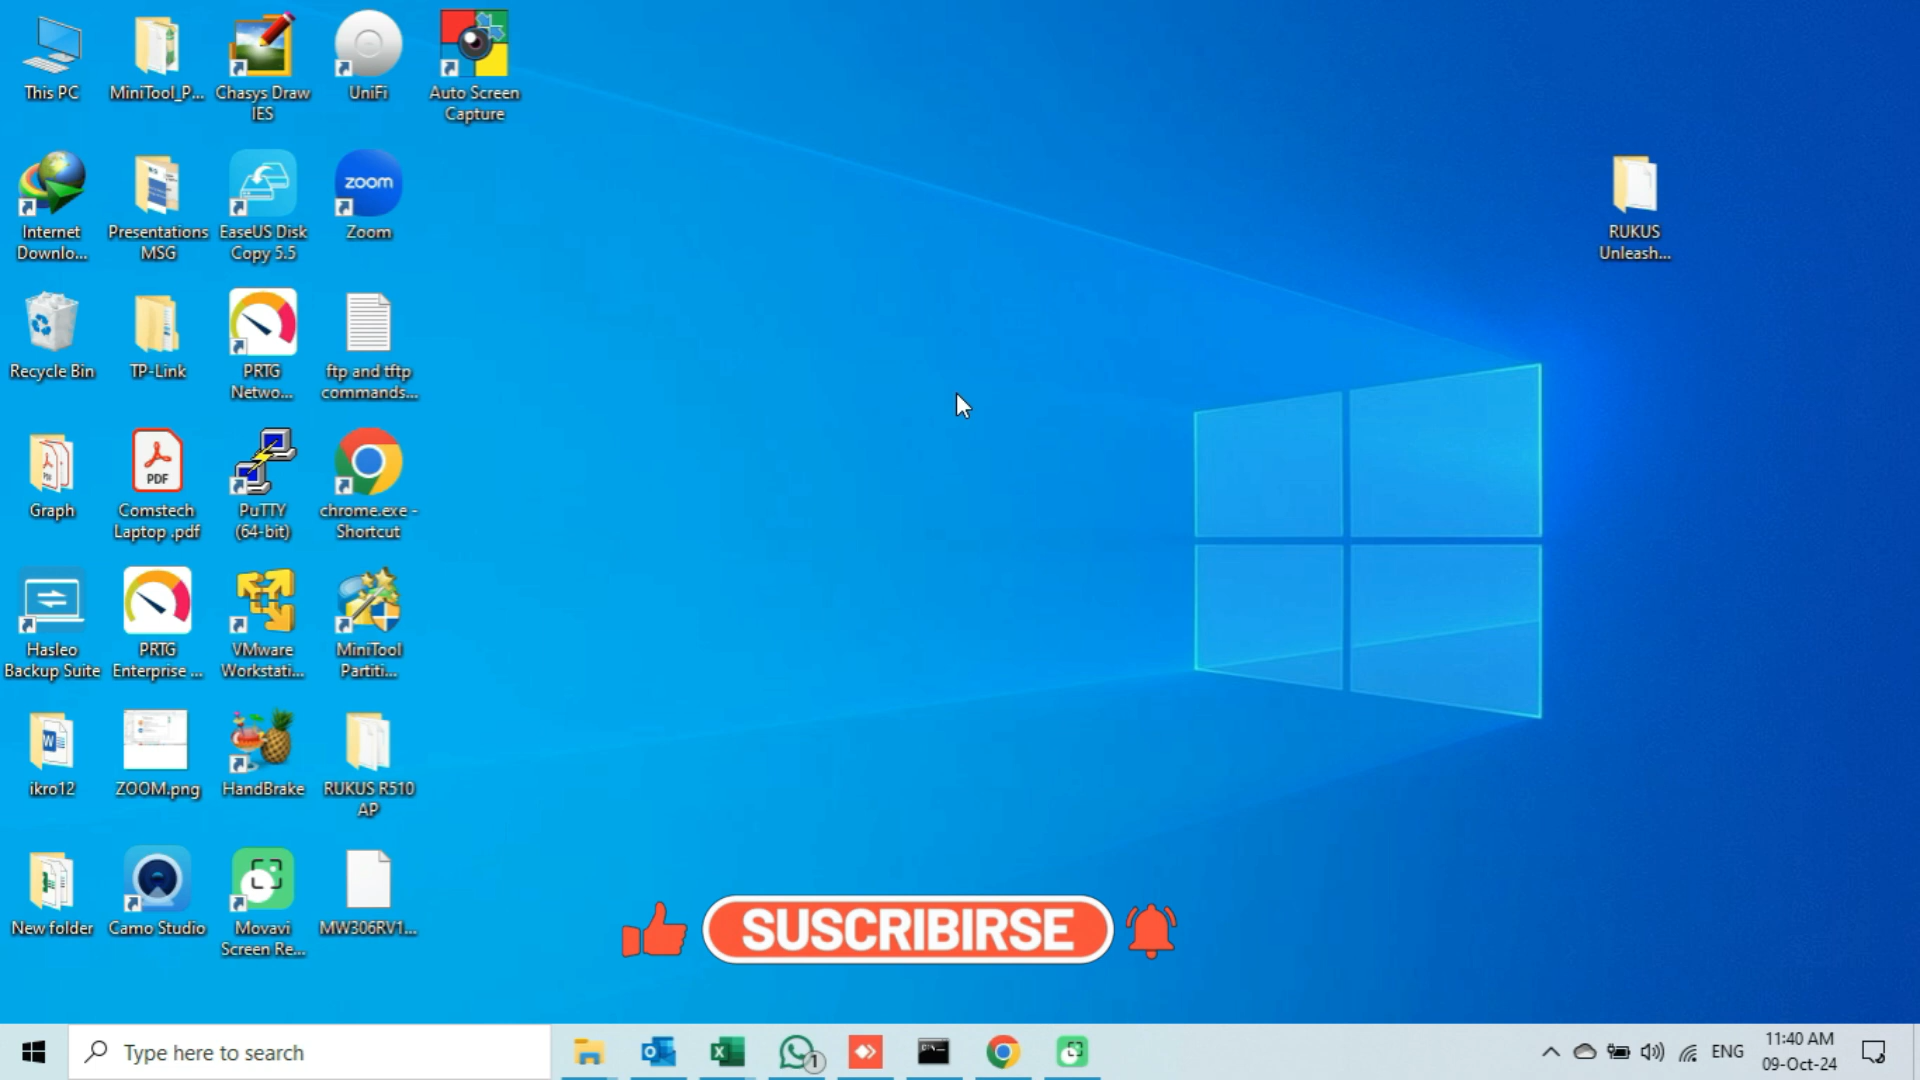 This PC
MiniTool_P...
Chasys Draw
IES
UniFi
Auto Screen
Capture
Internet
Downlo...
Presentations
MSG
EaseUS Disk
Copy 5.5
zoom
Zoom
RUKUS
Unleash...
Recycle Bin
TP-Link
PRTG
Netwo...
ftp and tftp
commands...
Graph
PDF
Comstech
Laptop .pdf
PuTTY
(64-bit)
chrome.exe -
Shortcut
Hasleo
Backup Suite
PRTG
Enterprise ...
VMware
Workstati...
MiniTool
Partiti...
ikro12
ZOOM.png
HandBrake
RUKUS R510
AP
New folder
Camo Studio
Movavi
Screen Re...
MW306RV1...
SUSCRIBIRSE
Type here to search
1
ENG
11:40 AM
09-Oct-24